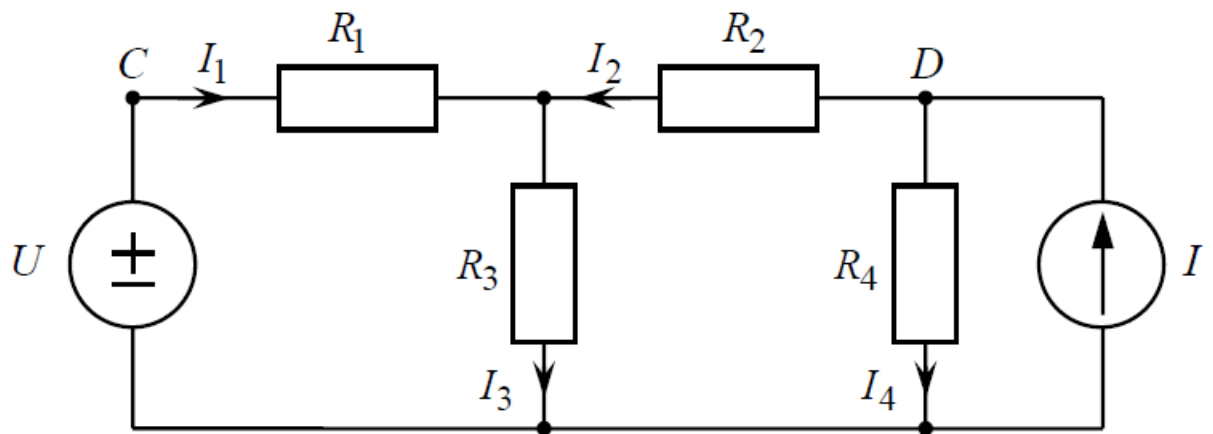 R₁ R₂
C I₁ I₂ D
U ± R₃ R₄ I
I₃ I₄